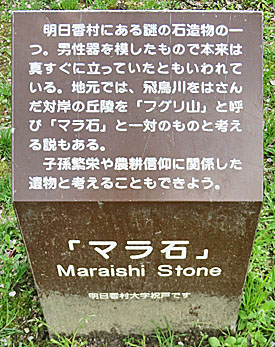 明日香村にある謎の石造物の一
つ。男性器を模したもので本来は
真すぐに立っていたともいわれて
いる。地元では、飛鳥川をはさん
だ対岸の丘陵を「フグリ山」と呼
び「マラ石」と一対のものと考え
る説もある。
子孫繁栄や農耕信仰に関係した
遺物と考えることもできよう。
「マラ石」
Maraishi Stone
明日香村大字祝戸です